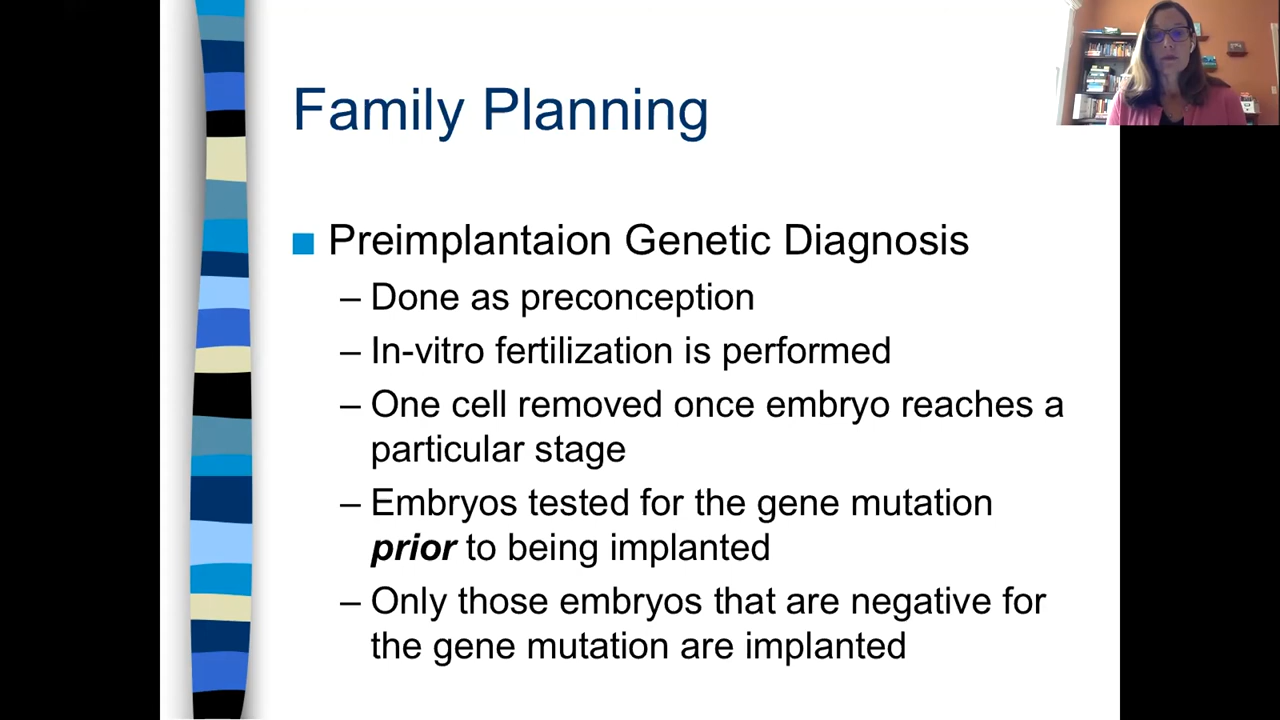 Family Planning
■ Preimplantaion Genetic Diagnosis
– Done as preconception
– In-vitro fertilization is performed
– One cell removed once embryo reaches a
particular stage
– Embryos tested for the gene mutation
prior to being implanted
– Only those embryos that are negative for
the gene mutation are implanted